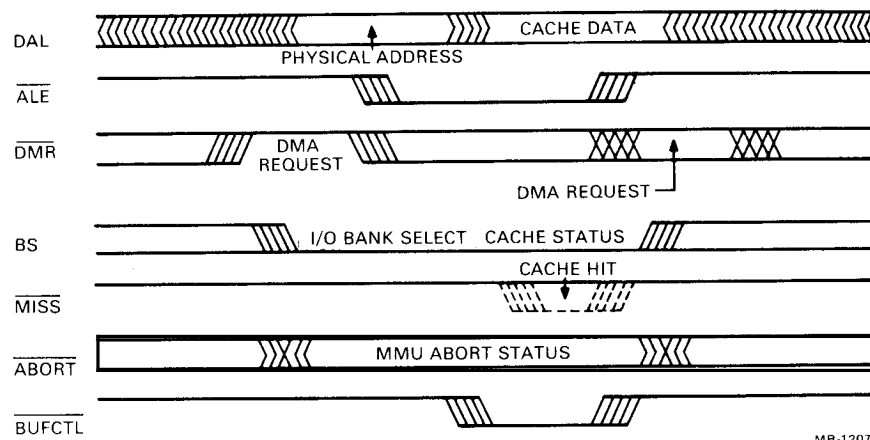 DAL
CACHE DATA
PHYSICAL ADDRESS
ALE
DMR
DMA
REQUEST
DMA REQUEST
BS
I/O BANK SELECT CACHE STATUS
CACHE HIT
MISS
ABORT
MMU ABORT STATUS
BUFCTL